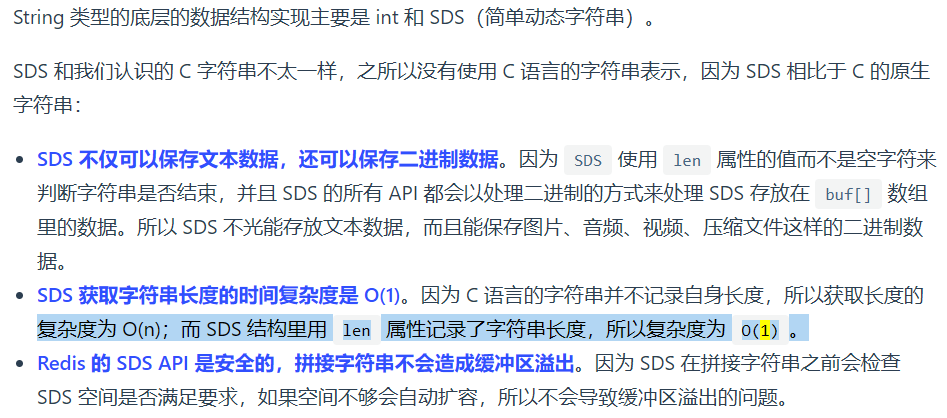 String 类型的底层的数据结构实现主要是 int 和 SDS（简单动态字符串）。
SDS 和我们认识的 C 字符串不太一样，之所以没有使用 C 语言的字符串表示，因为 SDS 相比于 C 的原生
字符串：
• SDS 不仅可以保存文本数据，还可以保存二进制数据。因为 SDS 使用 len 属性的值而不是空字符来
判断字符串是否结束，并且 SDS 的所有 API 都会以处理二进制的方式来处理 SDS 存放在 buf[] 数组
里的数据。所以 SDS 不光能存放文本数据，而且能保存图片、音频、视频、压缩文件这样的二进制数
据。
• SDS 获取字符串长度的时间复杂度是 O(1)。因为 C 语言的字符串并不记录自身长度，所以获取长度的
复杂度为 O(n)；而 SDS 结构里用 len 属性记录了字符串长度，所以复杂度为 O(1) 。
• Redis 的 SDS API 是安全的，拼接字符串不会造成缓冲区溢出。因为 SDS 在拼接字符串之前会检查
SDS 空间是否满足要求，如果空间不够会自动扩容，所以不会导致缓冲区溢出的问题。